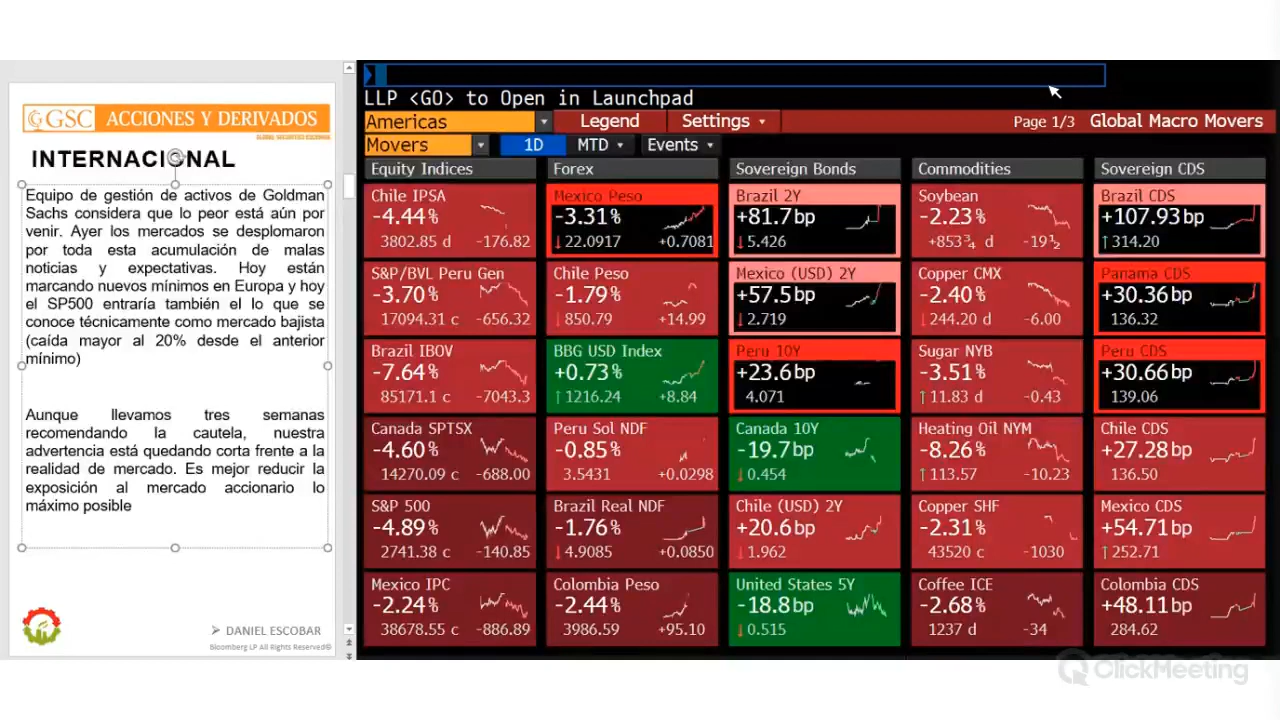 GSC ACCIONES Y DERIVADOS
GLOBAL SECURITIES EXCHANGE
INTERNACIONAL
Equipo de gestión de activos de Goldman
Sachs considera que lo peor está aún por
venir. Ayer los mercados se desplomaron
por toda esta acumulación de malas
noticias y expectativas. Hoy están
marcando nuevos mínimos en Europa y hoy
el SP500 entraría también el lo que se
conoce técnicamente como mercado bajista
(caída mayor al 20% desde el anterior
mínimo)
Aunque llevamos tres semanas
recomendando la cautela, nuestra
advertencia está quedando corta frente a la
realidad de mercado. Es mejor reducir la
exposición al mercado accionario lo
máximo posible
➢ DANIEL ESCOBAR
Bloomberg LP All Rights Reserved®
LLP <GO> to Open in Launchpad
Americas Legend Settings Page 1/3 Global Macro Movers
Movers 1D MTD Events
Equity Indices Forex Sovereign Bonds Commodities Sovereign CDS
Chile IPSA Mexico Peso Brazil 2Y Soybean Brazil CDS
-4.44% -3.31% +81.7bp -2.23% +107.93bp
3802.85 d -176.82 ↓22.0917 +0.7081 ↓5.426 +853¾ d -19½ ↑314.20
S&P/BVL Peru Gen Chile Peso Mexico (USD) 2Y Copper CMX Panama CDS
-3.70% -1.79% +57.5bp -2.40% +30.36bp
17094.31 c -656.32 ↓850.79 +14.99 ↓2.719 ↓244.20 d -6.00 136.32
Brazil IBOV BBG USD Index Peru 10Y Sugar NYB Peru CDS
-7.64% +0.73% +23.6bp -3.51% +30.66bp
85171.1 c -7043.3 ↑1216.24 +8.84 4.071 ↑11.83 d -0.43 139.06
Canada SPTSX Peru Sol NDF Canada 10Y Heating Oil NYM Chile CDS
-4.60% -0.85% -19.7bp -8.26% +27.28bp
14270.09 c -688.00 3.5431 +0.0298 ↓0.454 ↑113.57 -10.23 136.50
S&P 500 Brazil Real NDF Chile (USD) 2Y Copper SHF Mexico CDS
-4.89% -1.76% +20.6bp -2.31% +54.71bp
2741.38 c -140.85 ↓4.9085 +0.0850 ↓1.962 43520 c -1030 ↑252.71
Mexico IPC Colombia Peso United States 5Y Coffee ICE Colombia CDS
-2.24% -2.44% -18.8bp -2.68% +48.11bp
38678.55 c -886.89 3986.59 +95.10 ↓0.515 1237 d -34 284.62
ClickMeeting